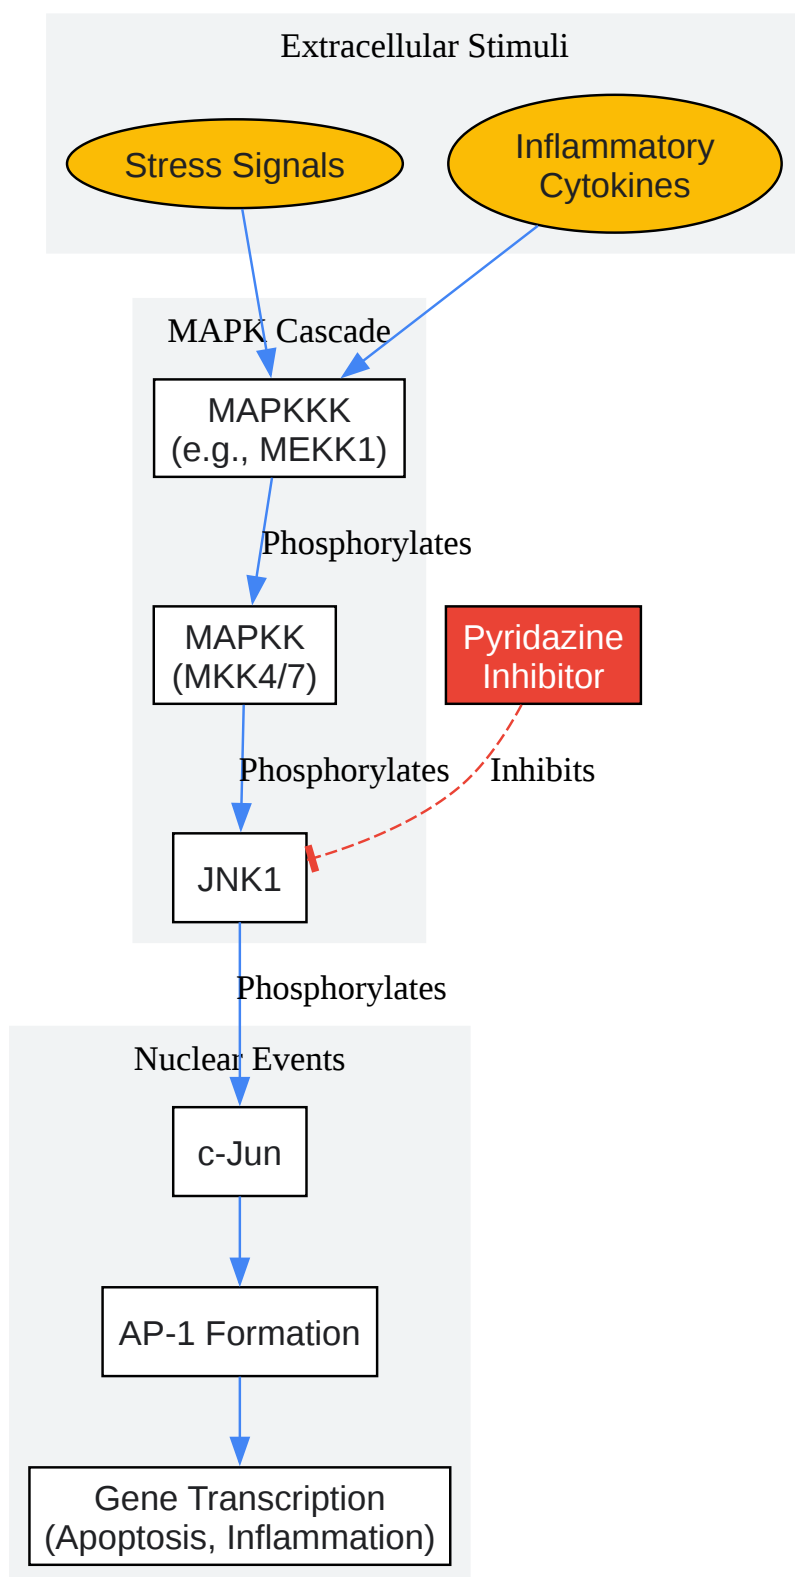 Extracellular Stimuli
Stress Signals
Inflammatory
Cytokines
MAPK Cascade
MAPKKK
(e.g., MEKK1)
Phosphorylates
MAPKK
(MKK4/7)
Pyridazine
Inhibitor
Phosphorylates
Inhibits
JNK1
Phosphorylates
Nuclear Events
c-Jun
AP-1 Formation
Gene Transcription
(Apoptosis, Inflammation)